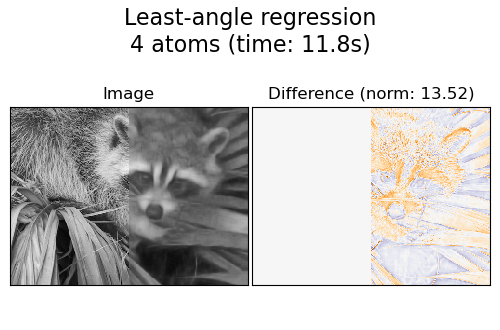 Least-angle regression
4 atoms (time: 11.8s)
Image
Difference (norm: 13.52)